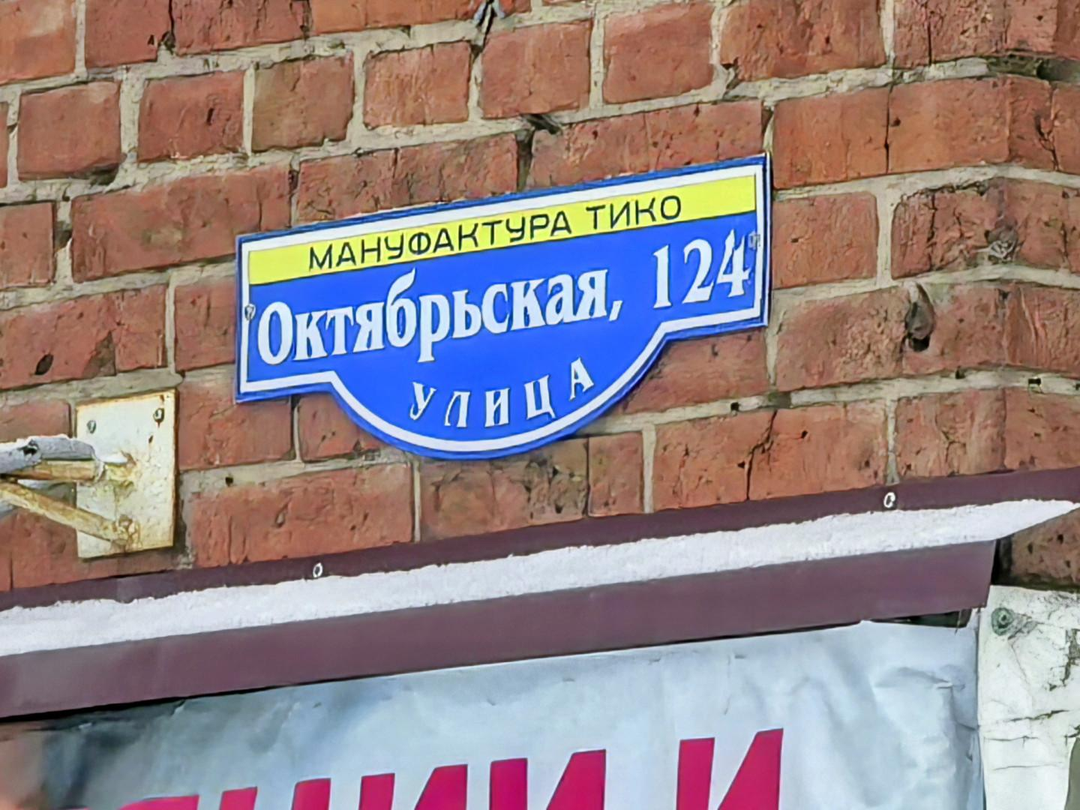 МАНУФАКТУРА ТИКО
Октябрьская, 124
УЛИЦА